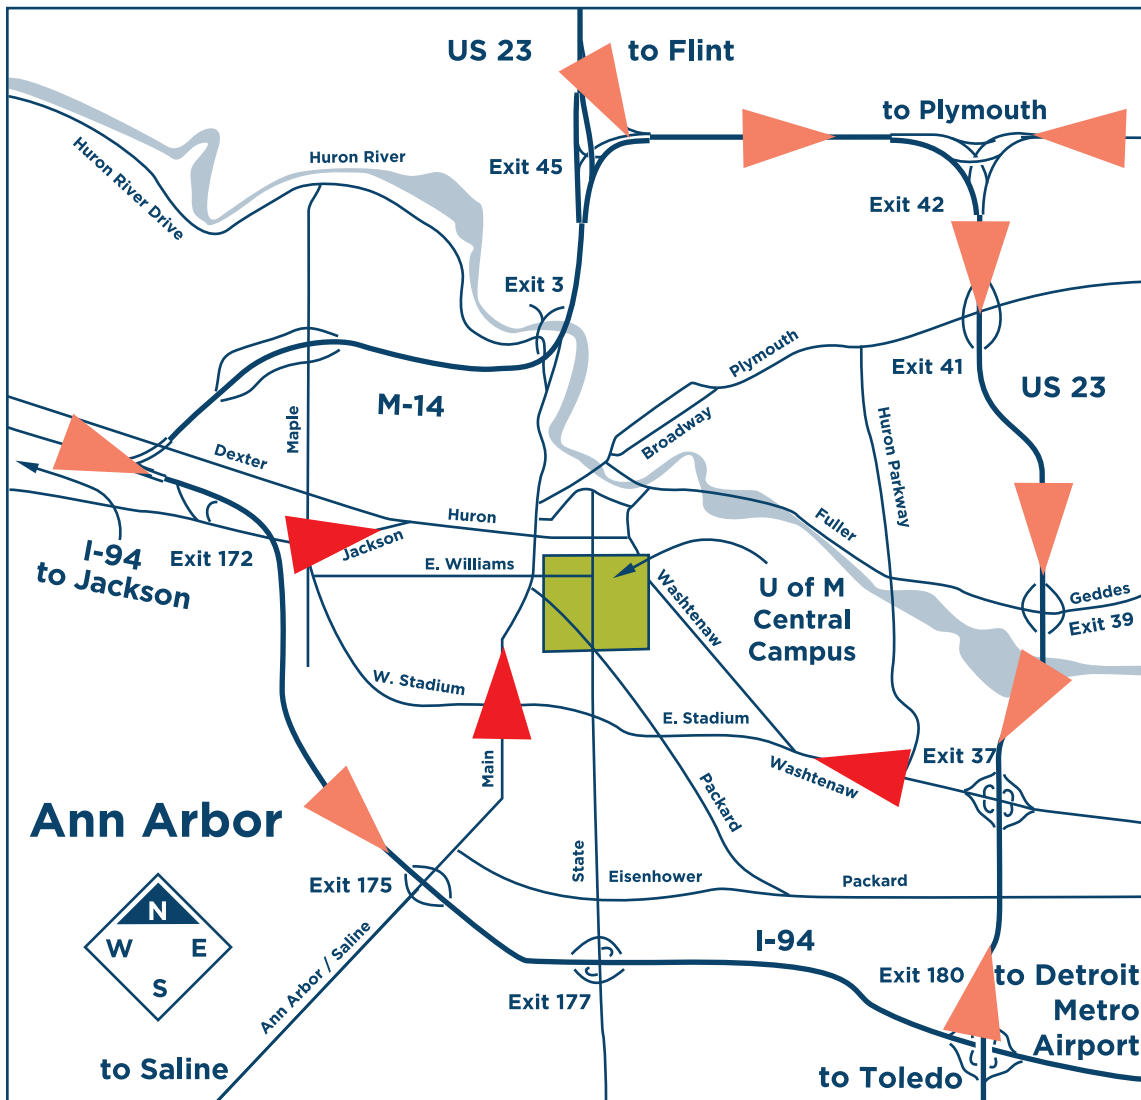 US 23
to Flint
to Plymouth
Huron River
Exit 45
Huron River Drive
Exit 42
Exit 3
Plymouth
Exit 41
US 23
M-14
Maple
Broadway
Huron Parkway
Dexter
Huron
Fuller
Jackson
I-94
to Jackson
Exit 172
E. Williams
U of M
Central
Campus
Washtenaw
Geddes
Exit 39
W. Stadium
E. Stadium
Main
Washtenaw
Exit 37
Packard
Ann Arbor
State
Exit 175
Eisenhower
Packard
N
W
E
S
Ann Arbor / Saline
I-94
Exit 177
Exit 180
to Detroit
Metro
Airport
to Saline
to Toledo